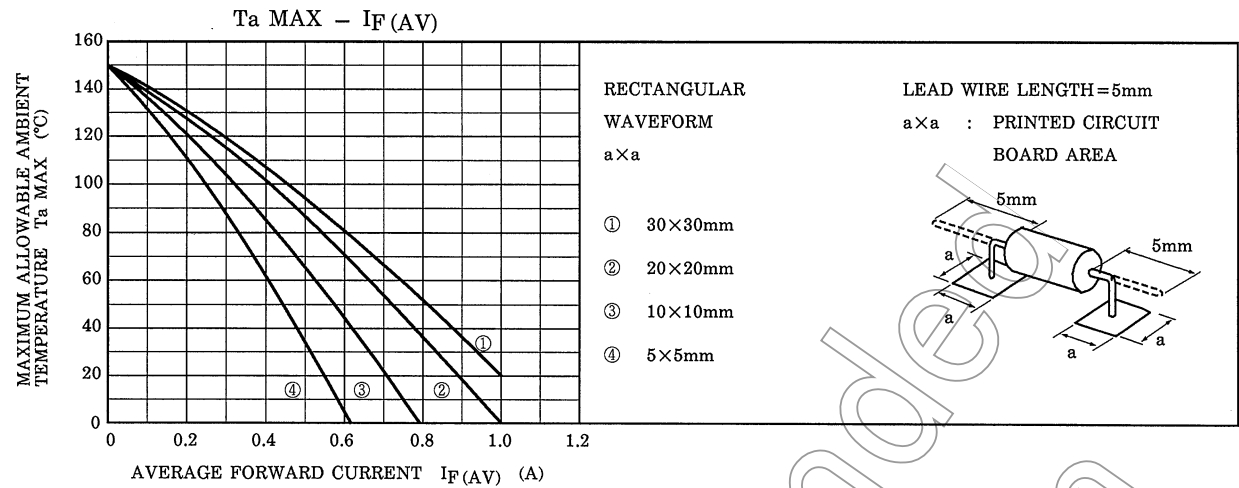 Ta MAX – IF(AV)
MAXIMUM ALLOWABLE AMBIENT
TEMPERATURE Ta MAX (°C)
160
140
120
100
80
60
40
20
0
①
②
③
④
0
0.2
0.4
0.6
0.8
1.0
1.2
AVERAGE FORWARD CURRENT IF(AV) (A)
RECTANGULAR
WAVEFORM
a×a
① 30×30mm
② 20×20mm
③ 10×10mm
④ 5×5mm
LEAD WIRE LENGTH=5mm
a×a : PRINTED CIRCUIT
BOARD AREA
5mm
5mm
a
a
a
a